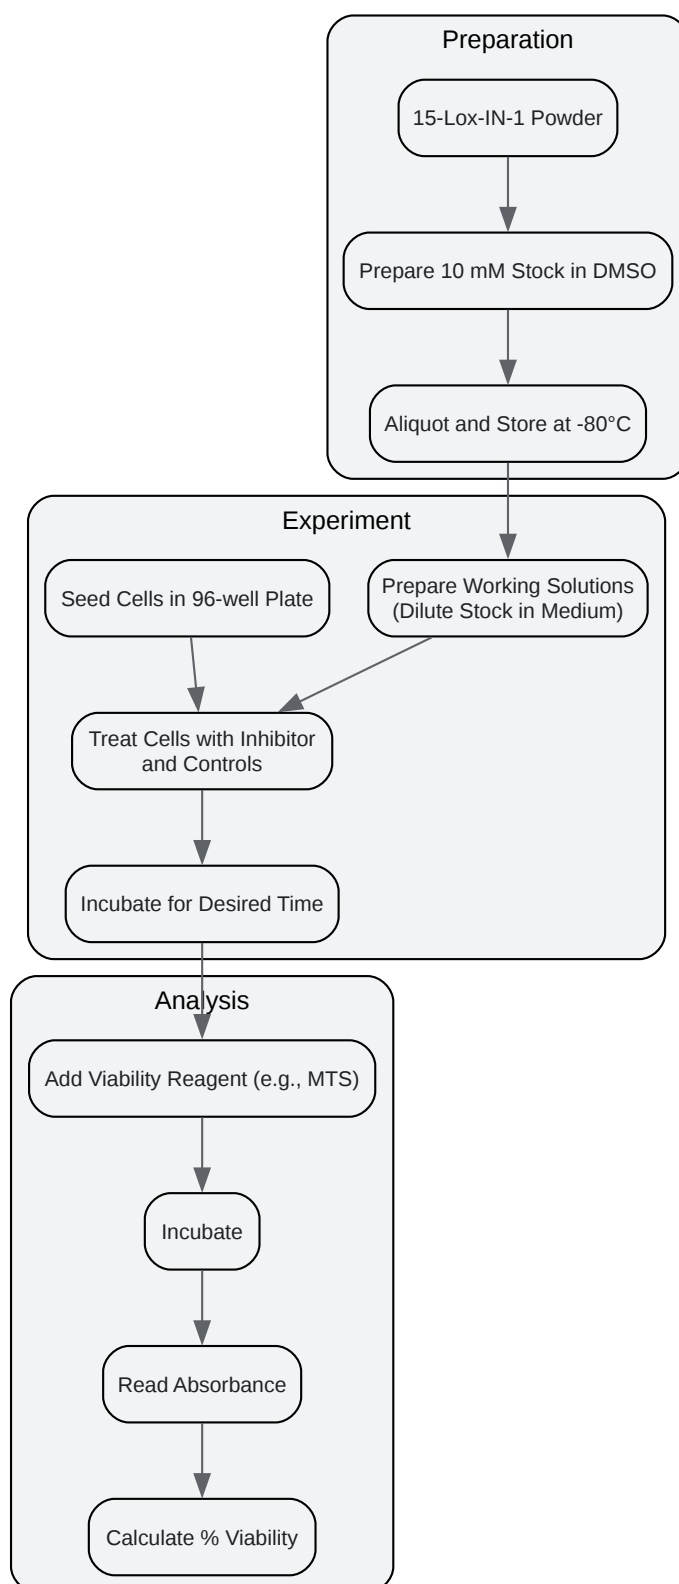 Preparation
15-Lox-IN-1 Powder
Prepare 10 mM Stock in DMSO
Aliquot and Store at -80°C
Experiment
Seed Cells in 96-well Plate
Prepare Working Solutions
(Dilute Stock in Medium)
Treat Cells with Inhibitor
and Controls
Incubate for Desired Time
Analysis
Add Viability Reagent (e.g., MTS)
Incubate
Read Absorbance
Calculate % Viability